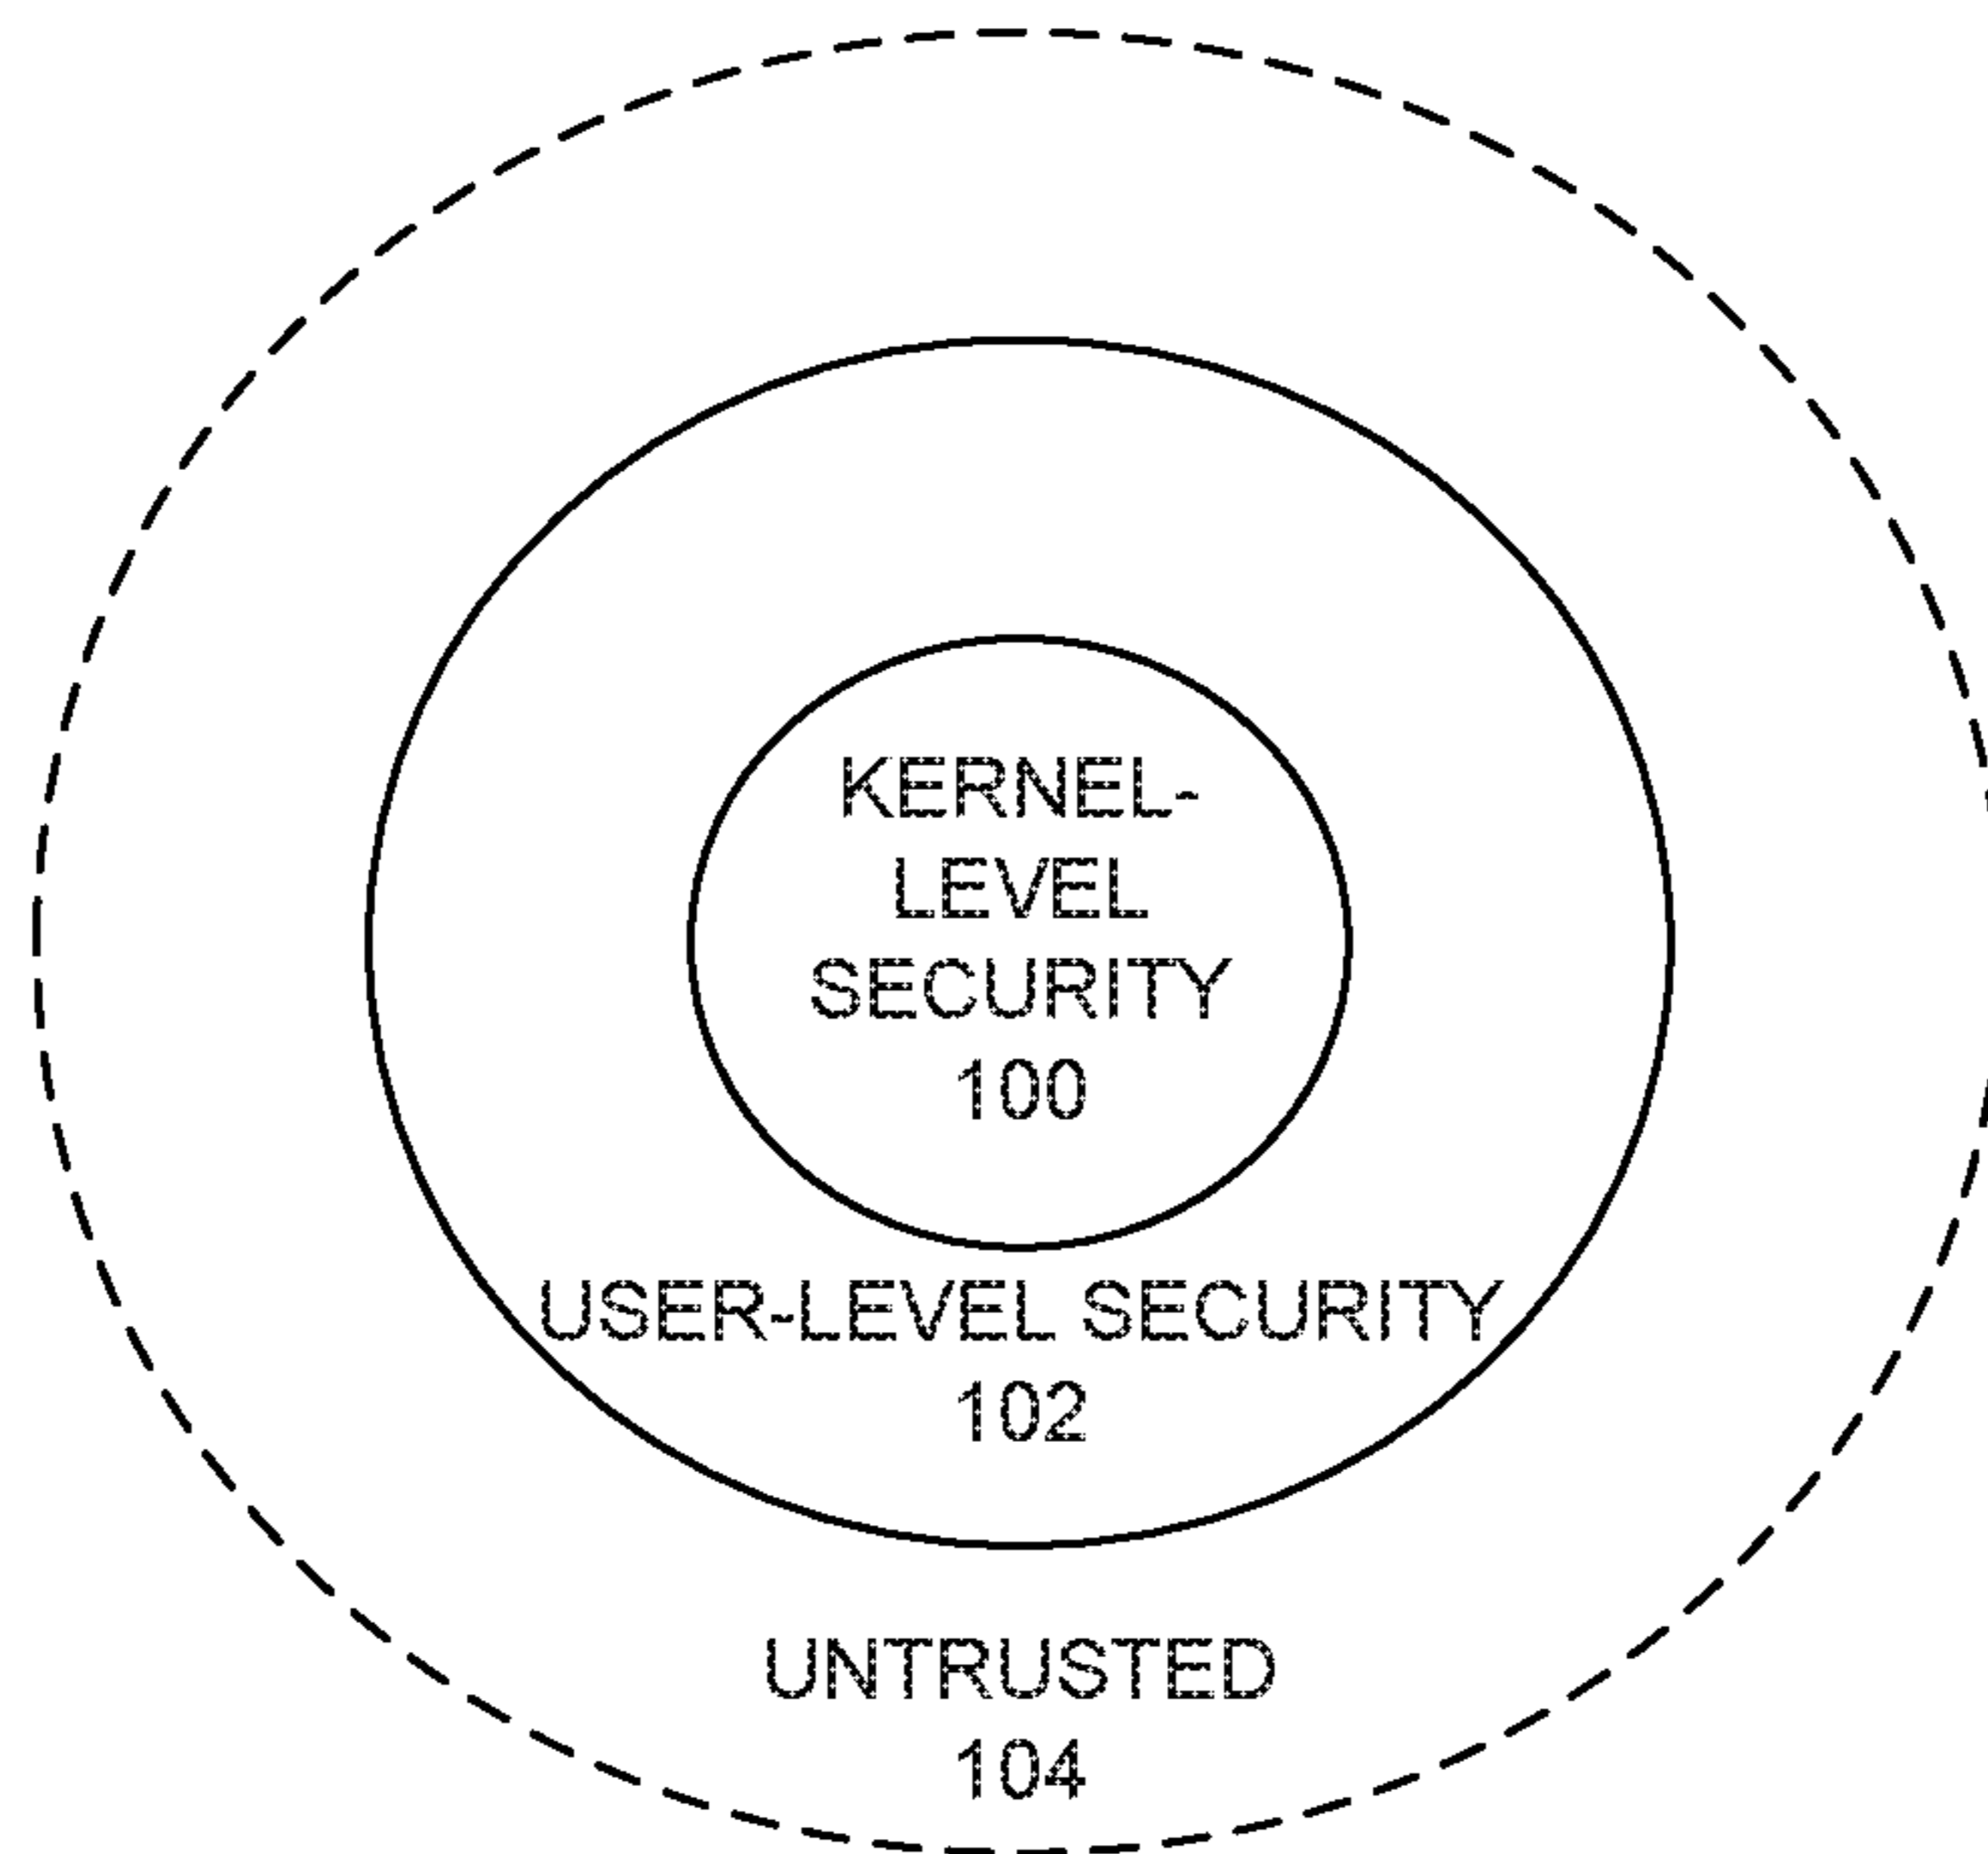 KERNEL-
LEVEL
SECURITY
100
USER-LEVEL SECURITY
102
UNTRUSTED
104